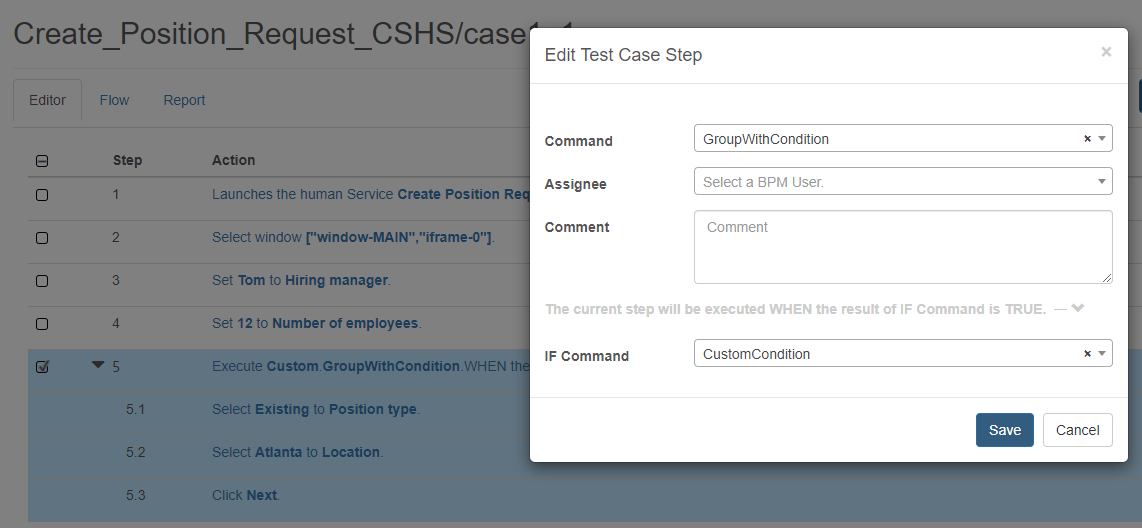 Create_Position_Request_CSHS/case1
Edit Test Case Step
×
Editor
Flow
Report
Command
GroupWithCondition
×
Assignee
Select a BPM User.
Comment
Comment
The current step will be executed WHEN the result of IF Command is TRUE. —
IF Command
CustomCondition
×
Save
Cancel
Step Action
1 Launches the human Service Create Position Req
2 Select window ["window-MAIN","iframe-0"].
3 Set Tom to Hiring manager.
4 Set 12 to Number of employees.
5 Execute Custom.GroupWithCondition.WHEN the
5.1 Select Existing to Position type.
5.2 Select Atlanta to Location.
5.3 Click Next.